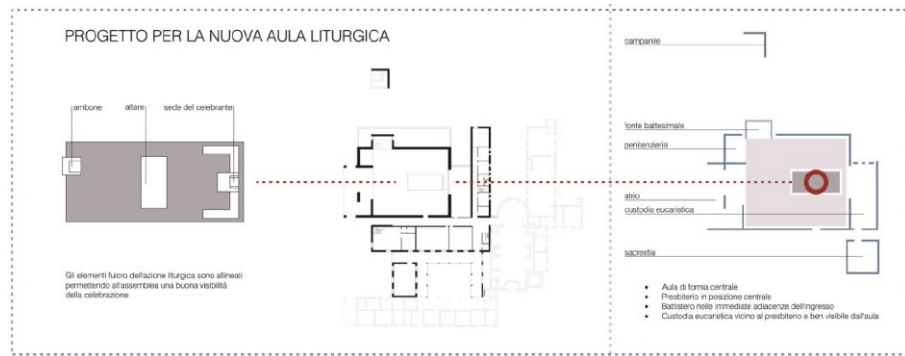 PROGETTO PER LA NUOVA AULA LITURGICA
ambone
altare
sede del celebrante
Gli elementi fulcro dell'azione liturgica sono allineati
permettendo all'assemblea una buona visibilità
della celebrazione
campanile
fonte battesimale
penitenzieria
atrio
custodia eucaristica
sacrestia
• Aula di forma centrale
• Presbiterio in posizione centrale
• Battistero nelle immediate adiacenze dell'ingresso
• Custodia eucaristica vicino al presbiterio e ben visibile dall'aula